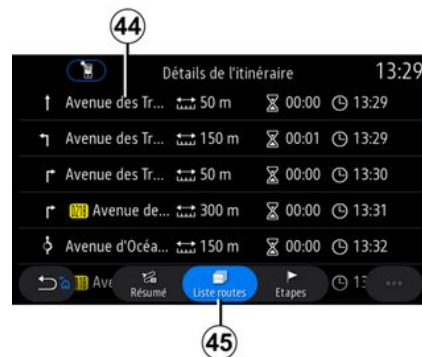 44
Détails de l'itinéraire 13:29
Avenue des Tr... 50 m 00:00 13:29
Avenue des Tr... 150 m 00:01 13:29
Avenue des Tr... 50 m 00:00 13:30
D218 Avenue de... 300 m 00:00 13:31
Avenue d'Océa... 150 m 00:00 13:32
Ave
Résumé Liste routes Etapes ...
45